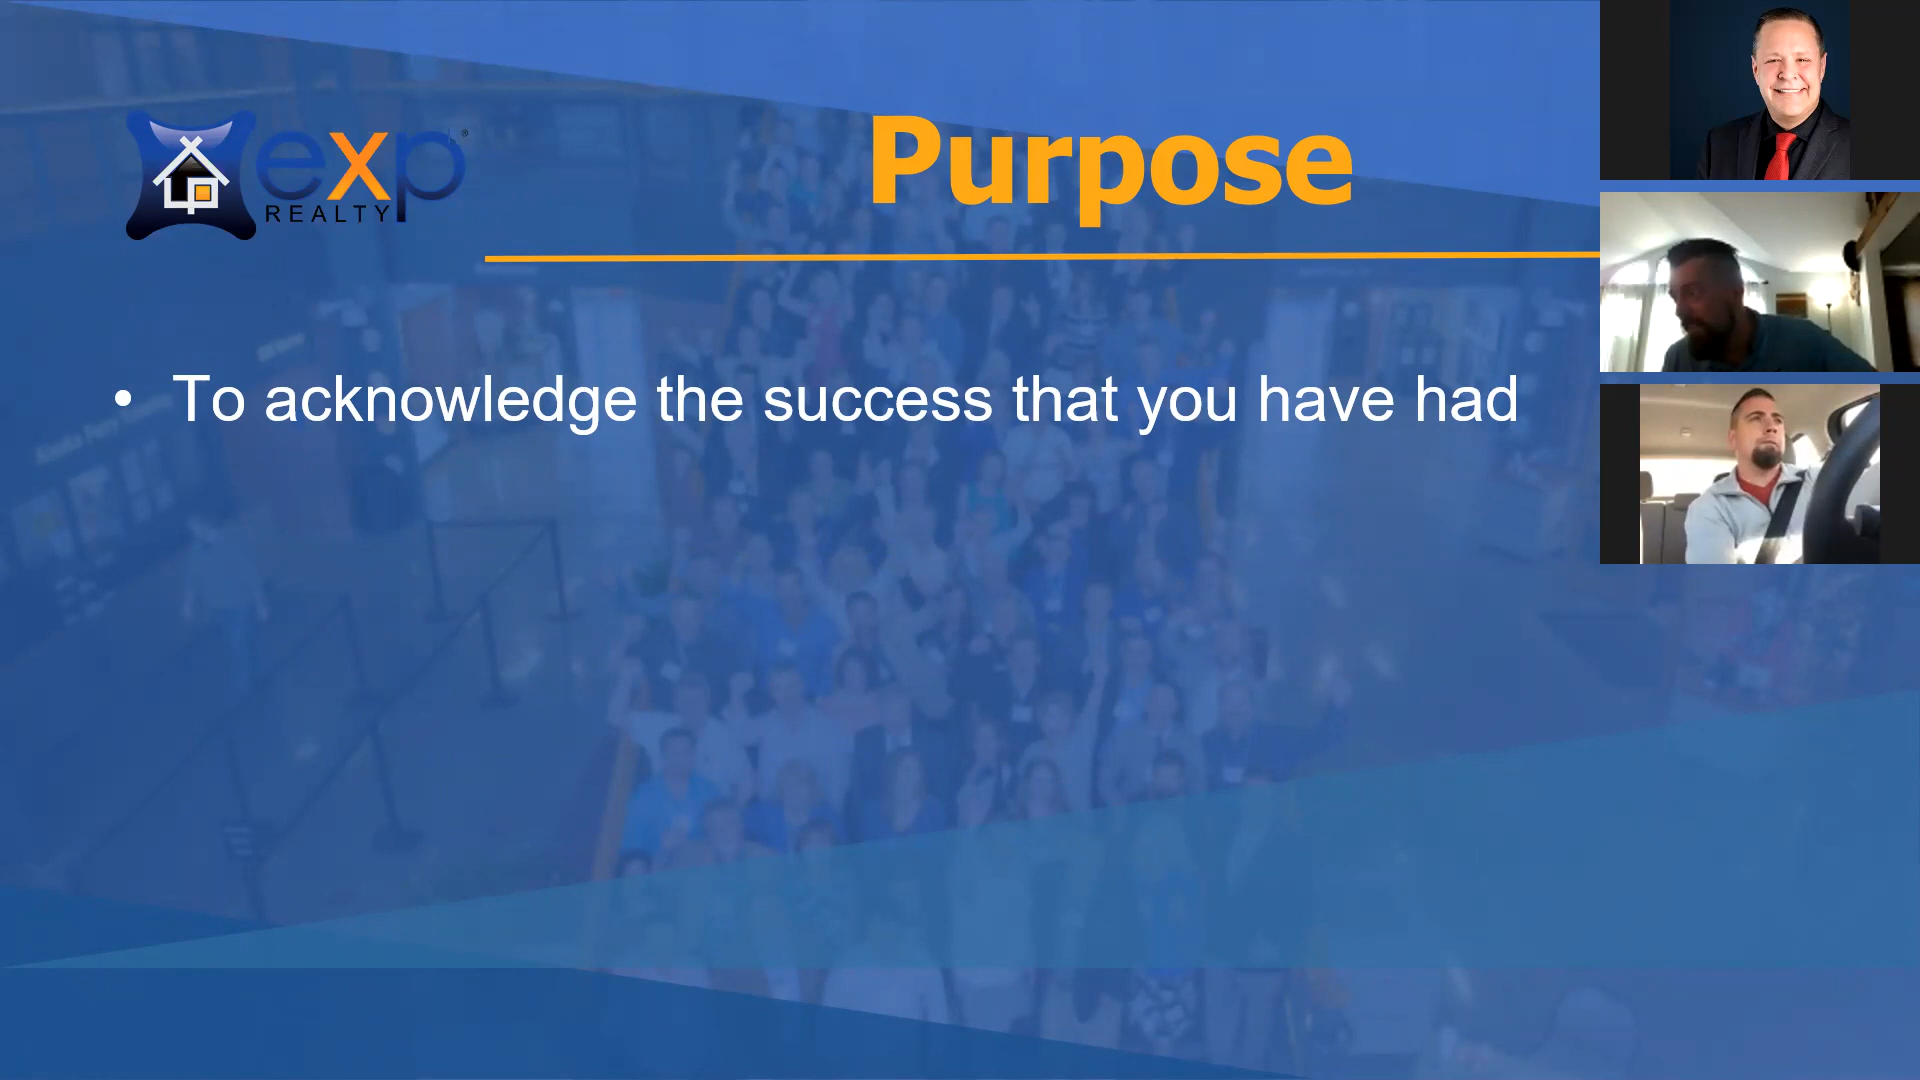 exp®
REALTY
Purpose
• To acknowledge the success that you have had